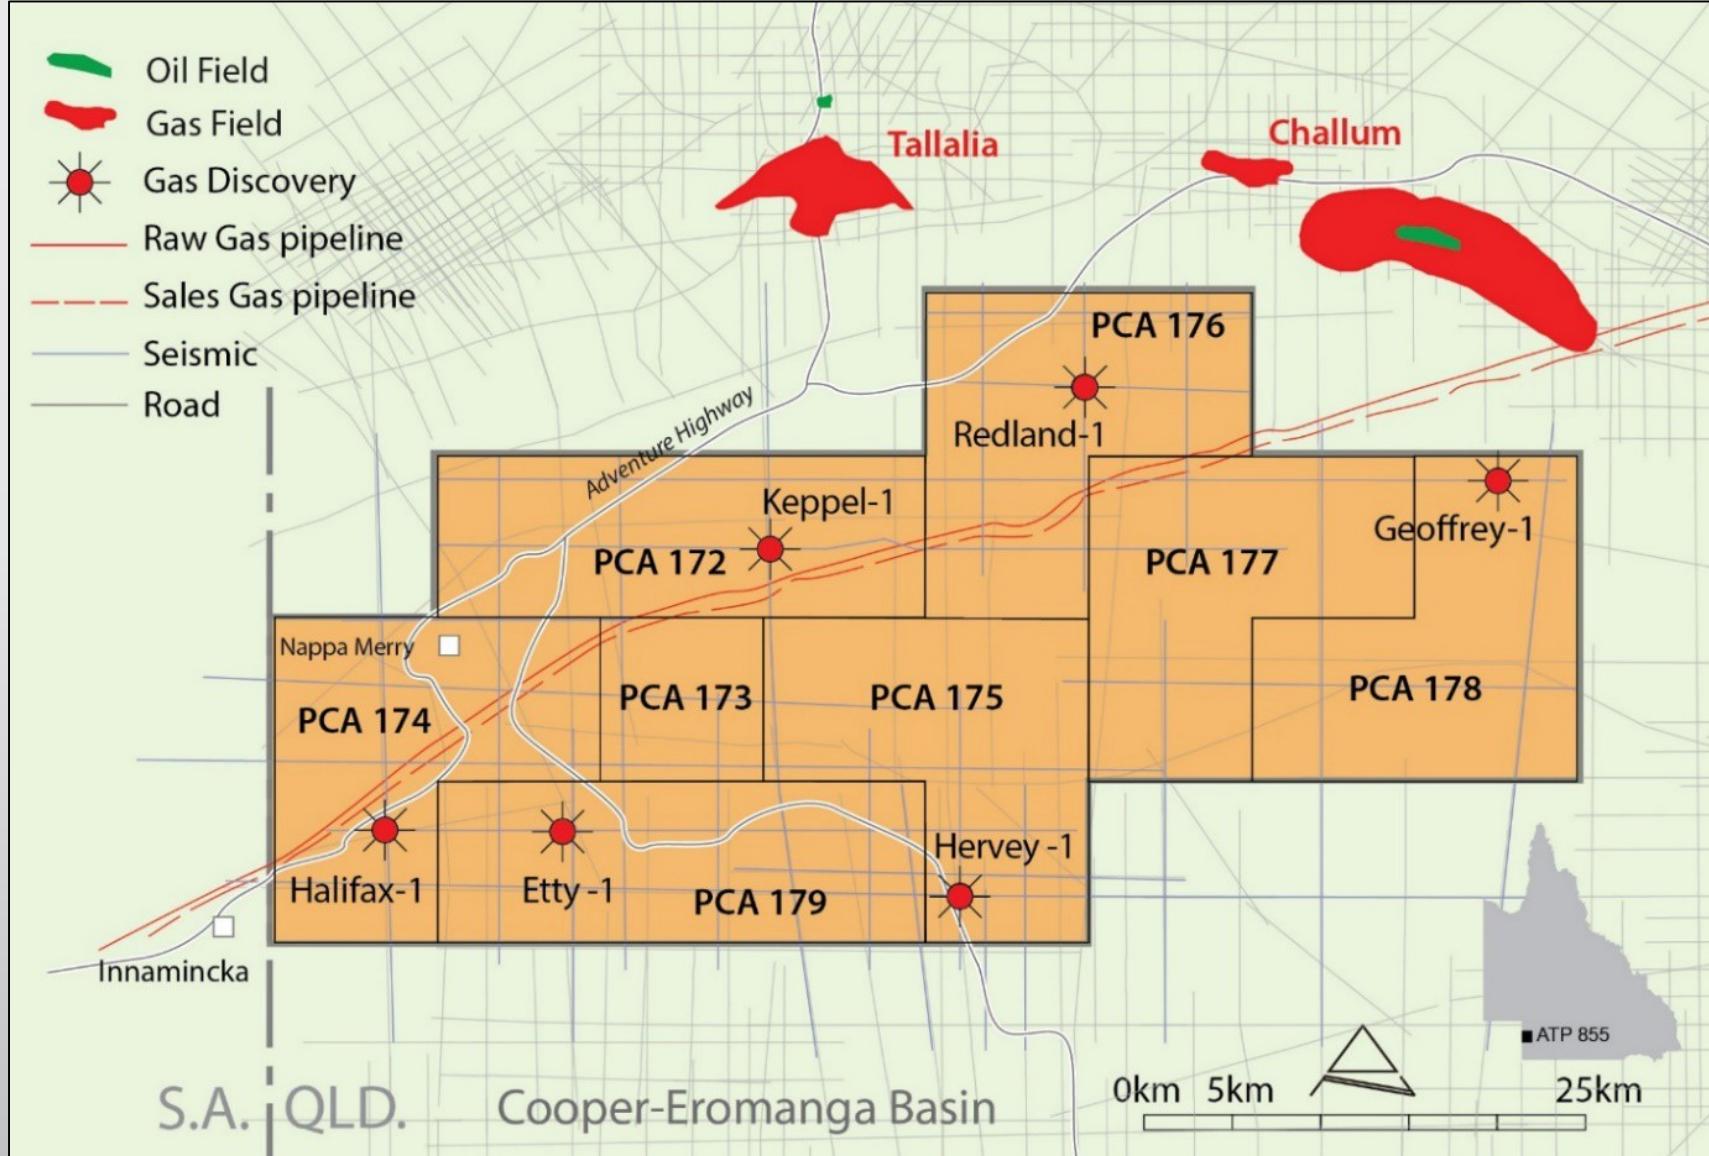 Oil Field
Gas Field
Gas Discovery
Raw Gas pipeline
Sales Gas pipeline
Seismic
Road
Tallalia
Challum
PCA 176
Redland-1
Adventure Highway
Keppel-1
PCA 172
PCA 177
Geoffrey-1
Nappa Merry
PCA 174
PCA 173
PCA 175
PCA 178
Halifax-1
Etty -1
PCA 179
Hervey -1
Innamincka
ATP 855
S.A. QLD.
Cooper-Eromanga Basin
0km 5km 25km